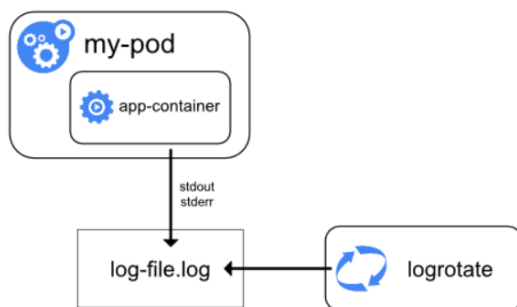 my-pod
app-container
stdout
stderr
log-file.log
logrotate